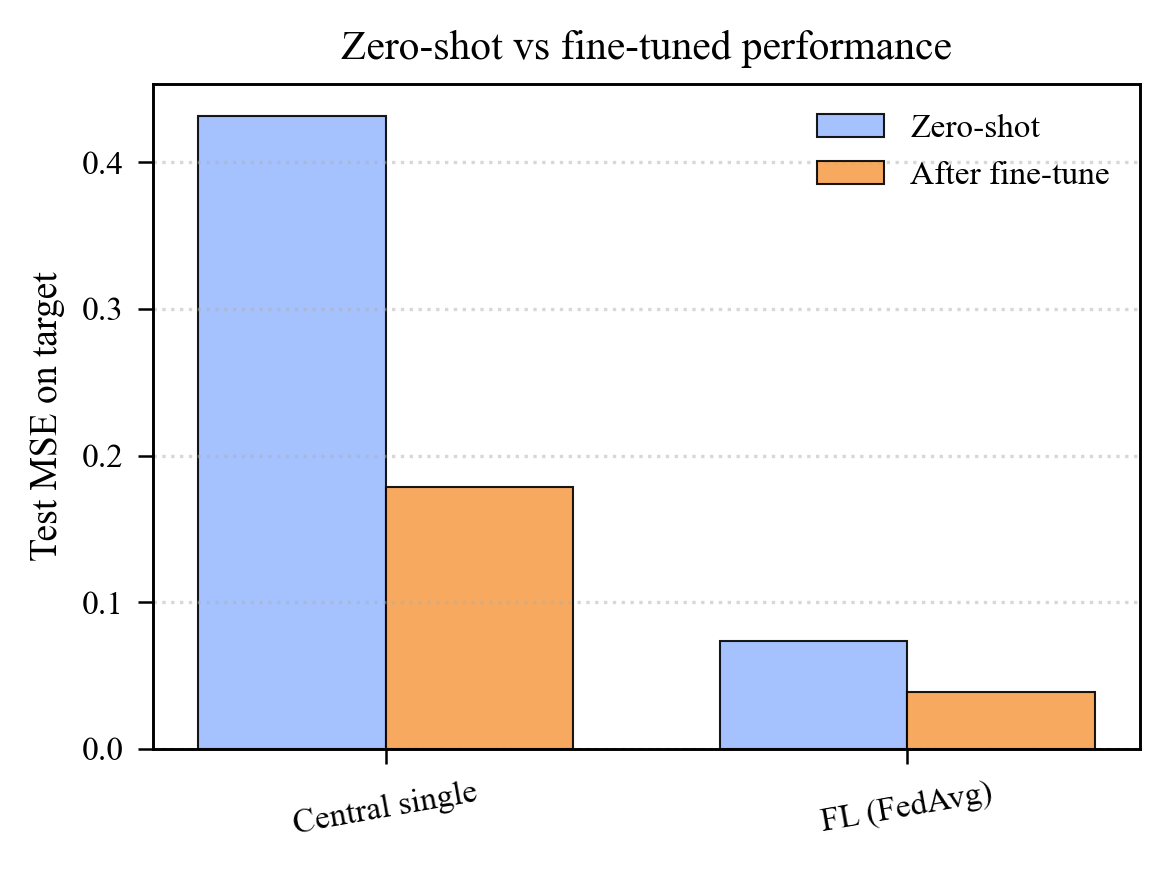 Zero-shot vs fine-tuned performance
Zero-shot
After fine-tune
Test MSE on target
0.4
0.3
0.2
0.1
0.0
Central single
FL (FedAvg)